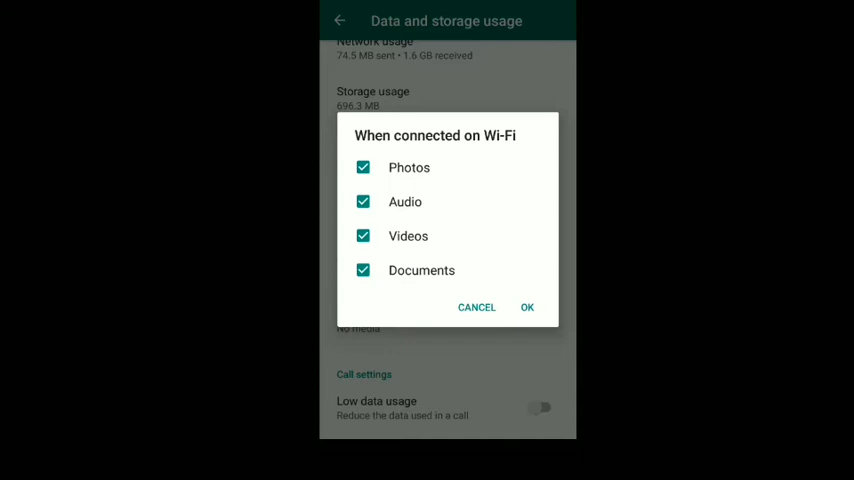 Data and storage usage
Network usage
74.5 MB sent • 1.6 GB received
Storage usage
696.3 MB
When connected on Wi-Fi
Photos
Audio
Videos
Documents
CANCEL OK
No media
Call settings
Low data usage
Reduce the data used in a call